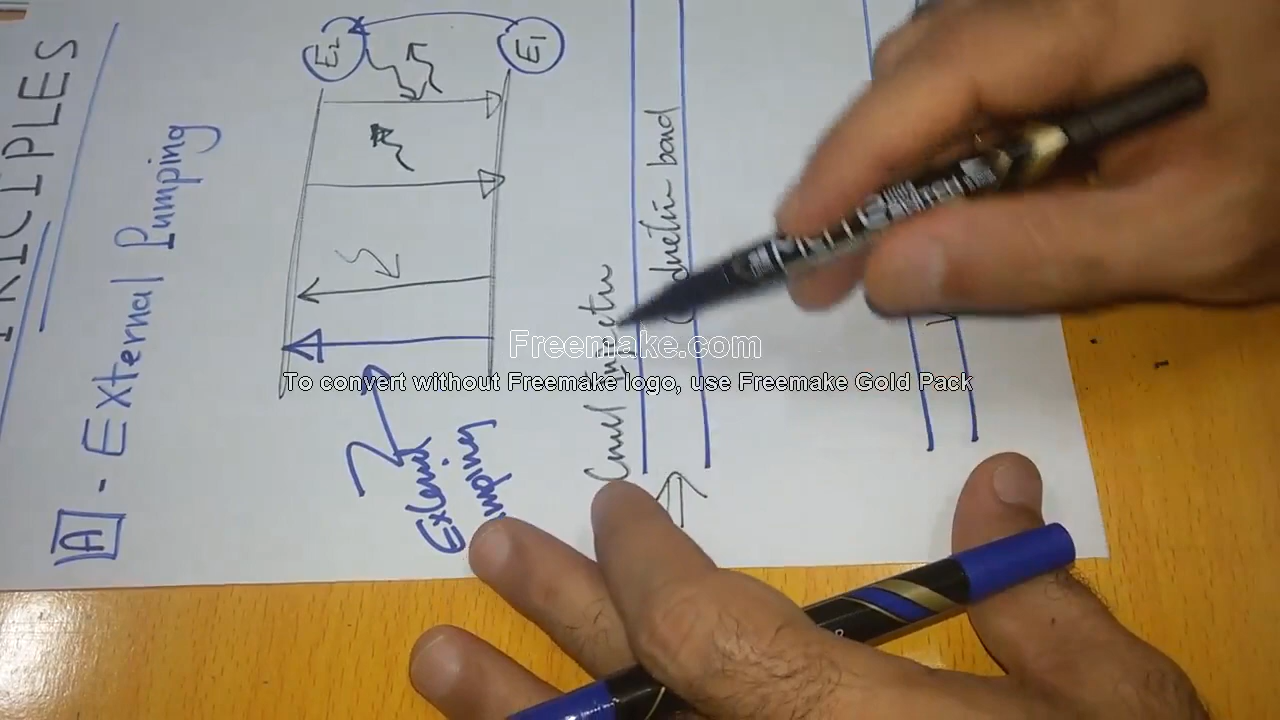 PRINCIPLES
A - External Pumping
E2
E1
External
Pumping
Conduction band
Freemake.com
To convert without Freemake logo, use Freemake Gold Pack